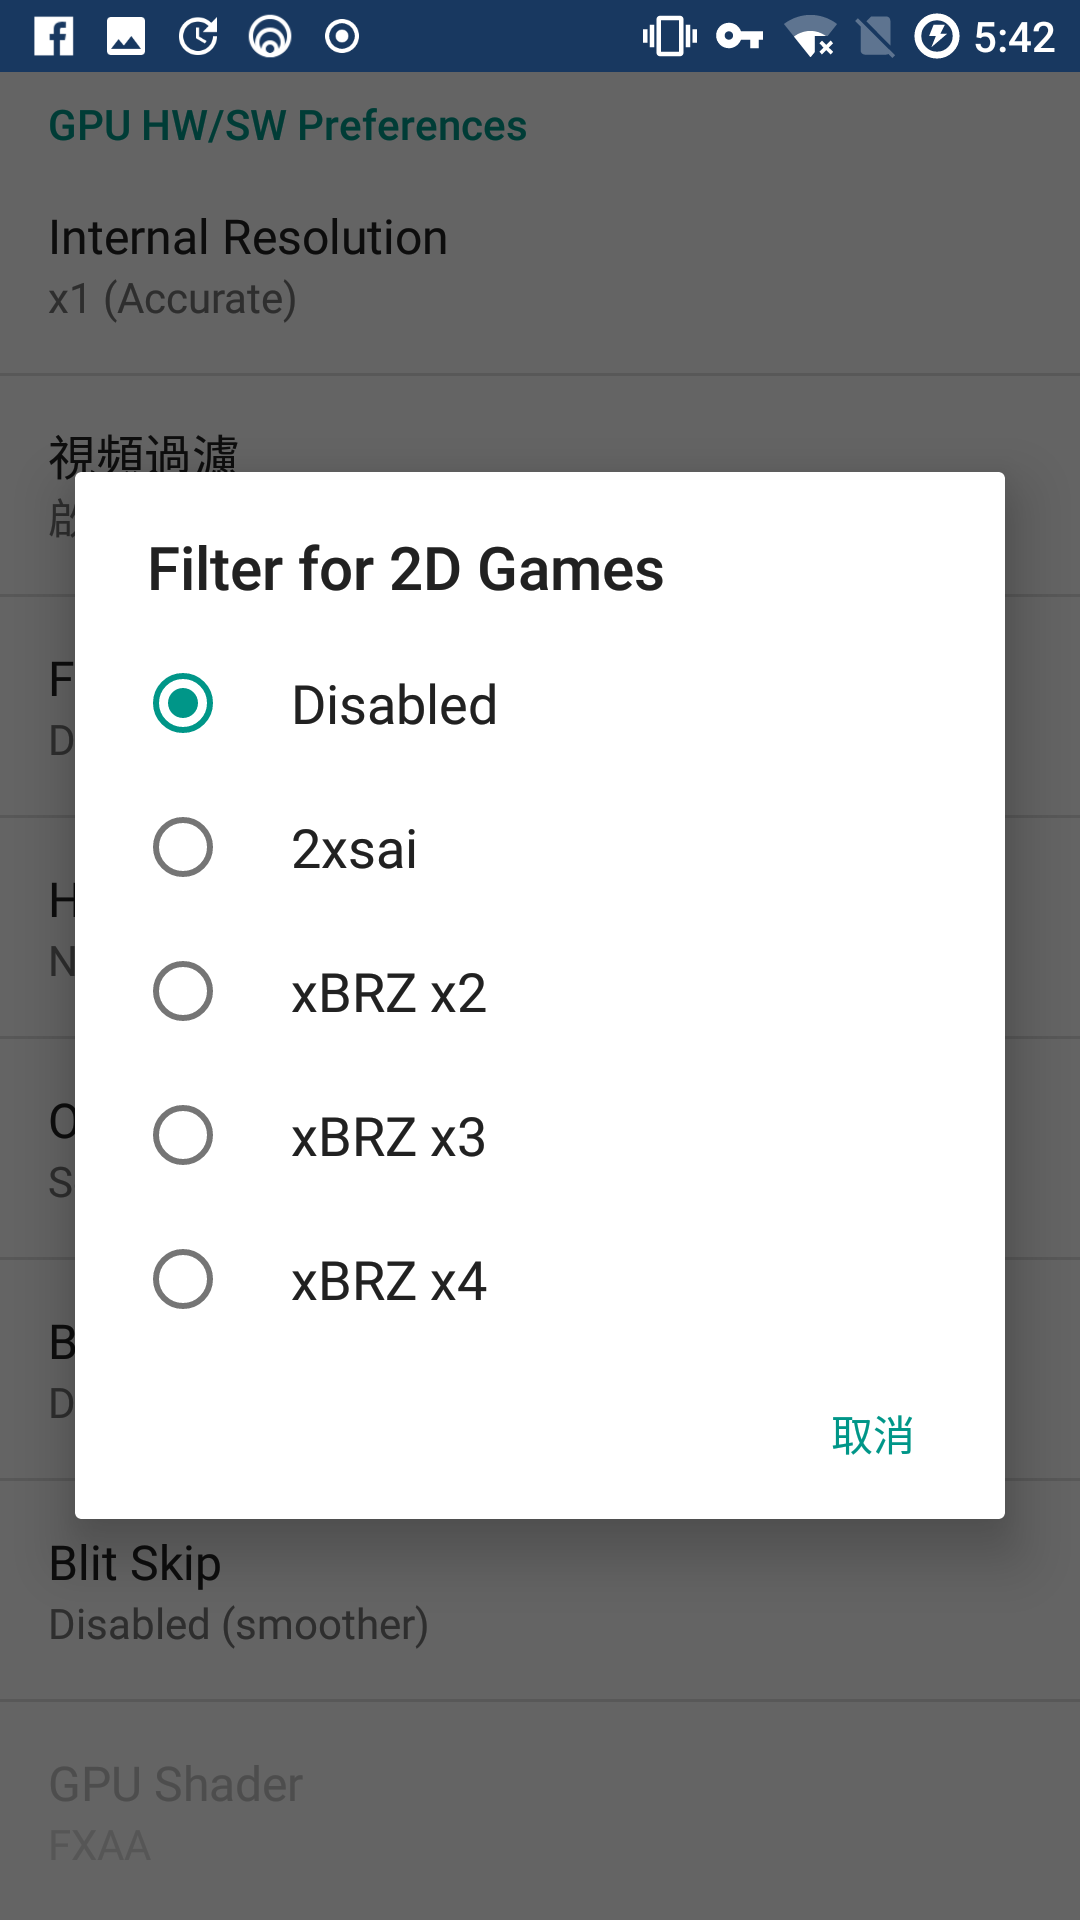 5:42
GPU HW/SW Preferences
Internal Resolution
x1 (Accurate)
視頻過濾
Filter for 2D Games
Disabled
2xsai
xBRZ x2
xBRZ x3
xBRZ x4
取消
Blit Skip
Disabled (smoother)
GPU Shader
FXAA